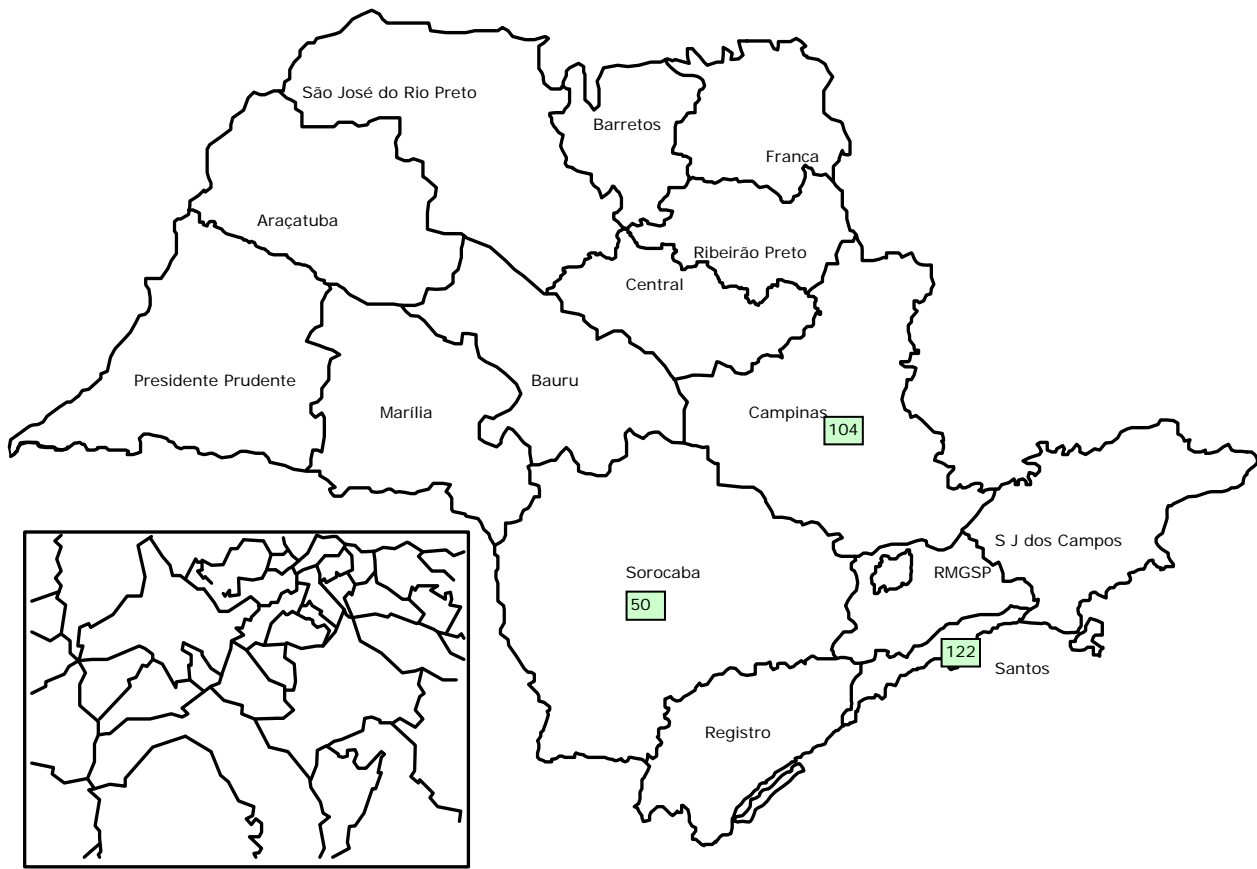 São José do Rio Preto
Barretos
Franca
Araçatuba
Ribeirão Preto
Central
Presidente Prudente
Bauru
Marília
Campinas
104
S J dos Campos
Sorocaba
RMGSP
50
122
Santos
Registro